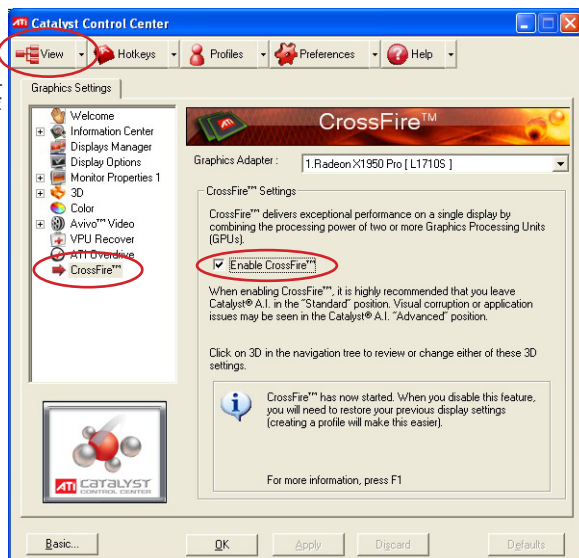 ATI Catalyst Control Center
View Hotkeys Profiles Preferences Help
Graphics Settings
Welcome
Information Center
Displays Manager
Display Options
Monitor Properties 1
3D
Color
Avivo™ Video
VPU Recover
ATI Overdrive
CrossFire™
CrossFire™
Graphics Adapter :
1.Radeon X1950 Pro [ L1710S ]
CrossFire™ Settings
CrossFire™ delivers exceptional performance on a single display by
combining the processing power of two or more Graphics Processing Units
(GPUs).
Enable CrossFire™
When enabling CrossFire™, it is highly recommended that you leave
Catalyst® A.I. in the "Standard" position. Visual corruption or application
issues may be seen in the Catalyst® A.I. "Advanced" position.
Click on 3D in the navigation tree to review or change either of these 3D
settings.
CrossFire™ has now started. When you disable this feature,
you will need to restore your previous display settings
(creating a profile will make this easier).
For more information, press F1
ATI CATALYST
CONTROL CENTER
Basic... OK Apply Discard Defaults